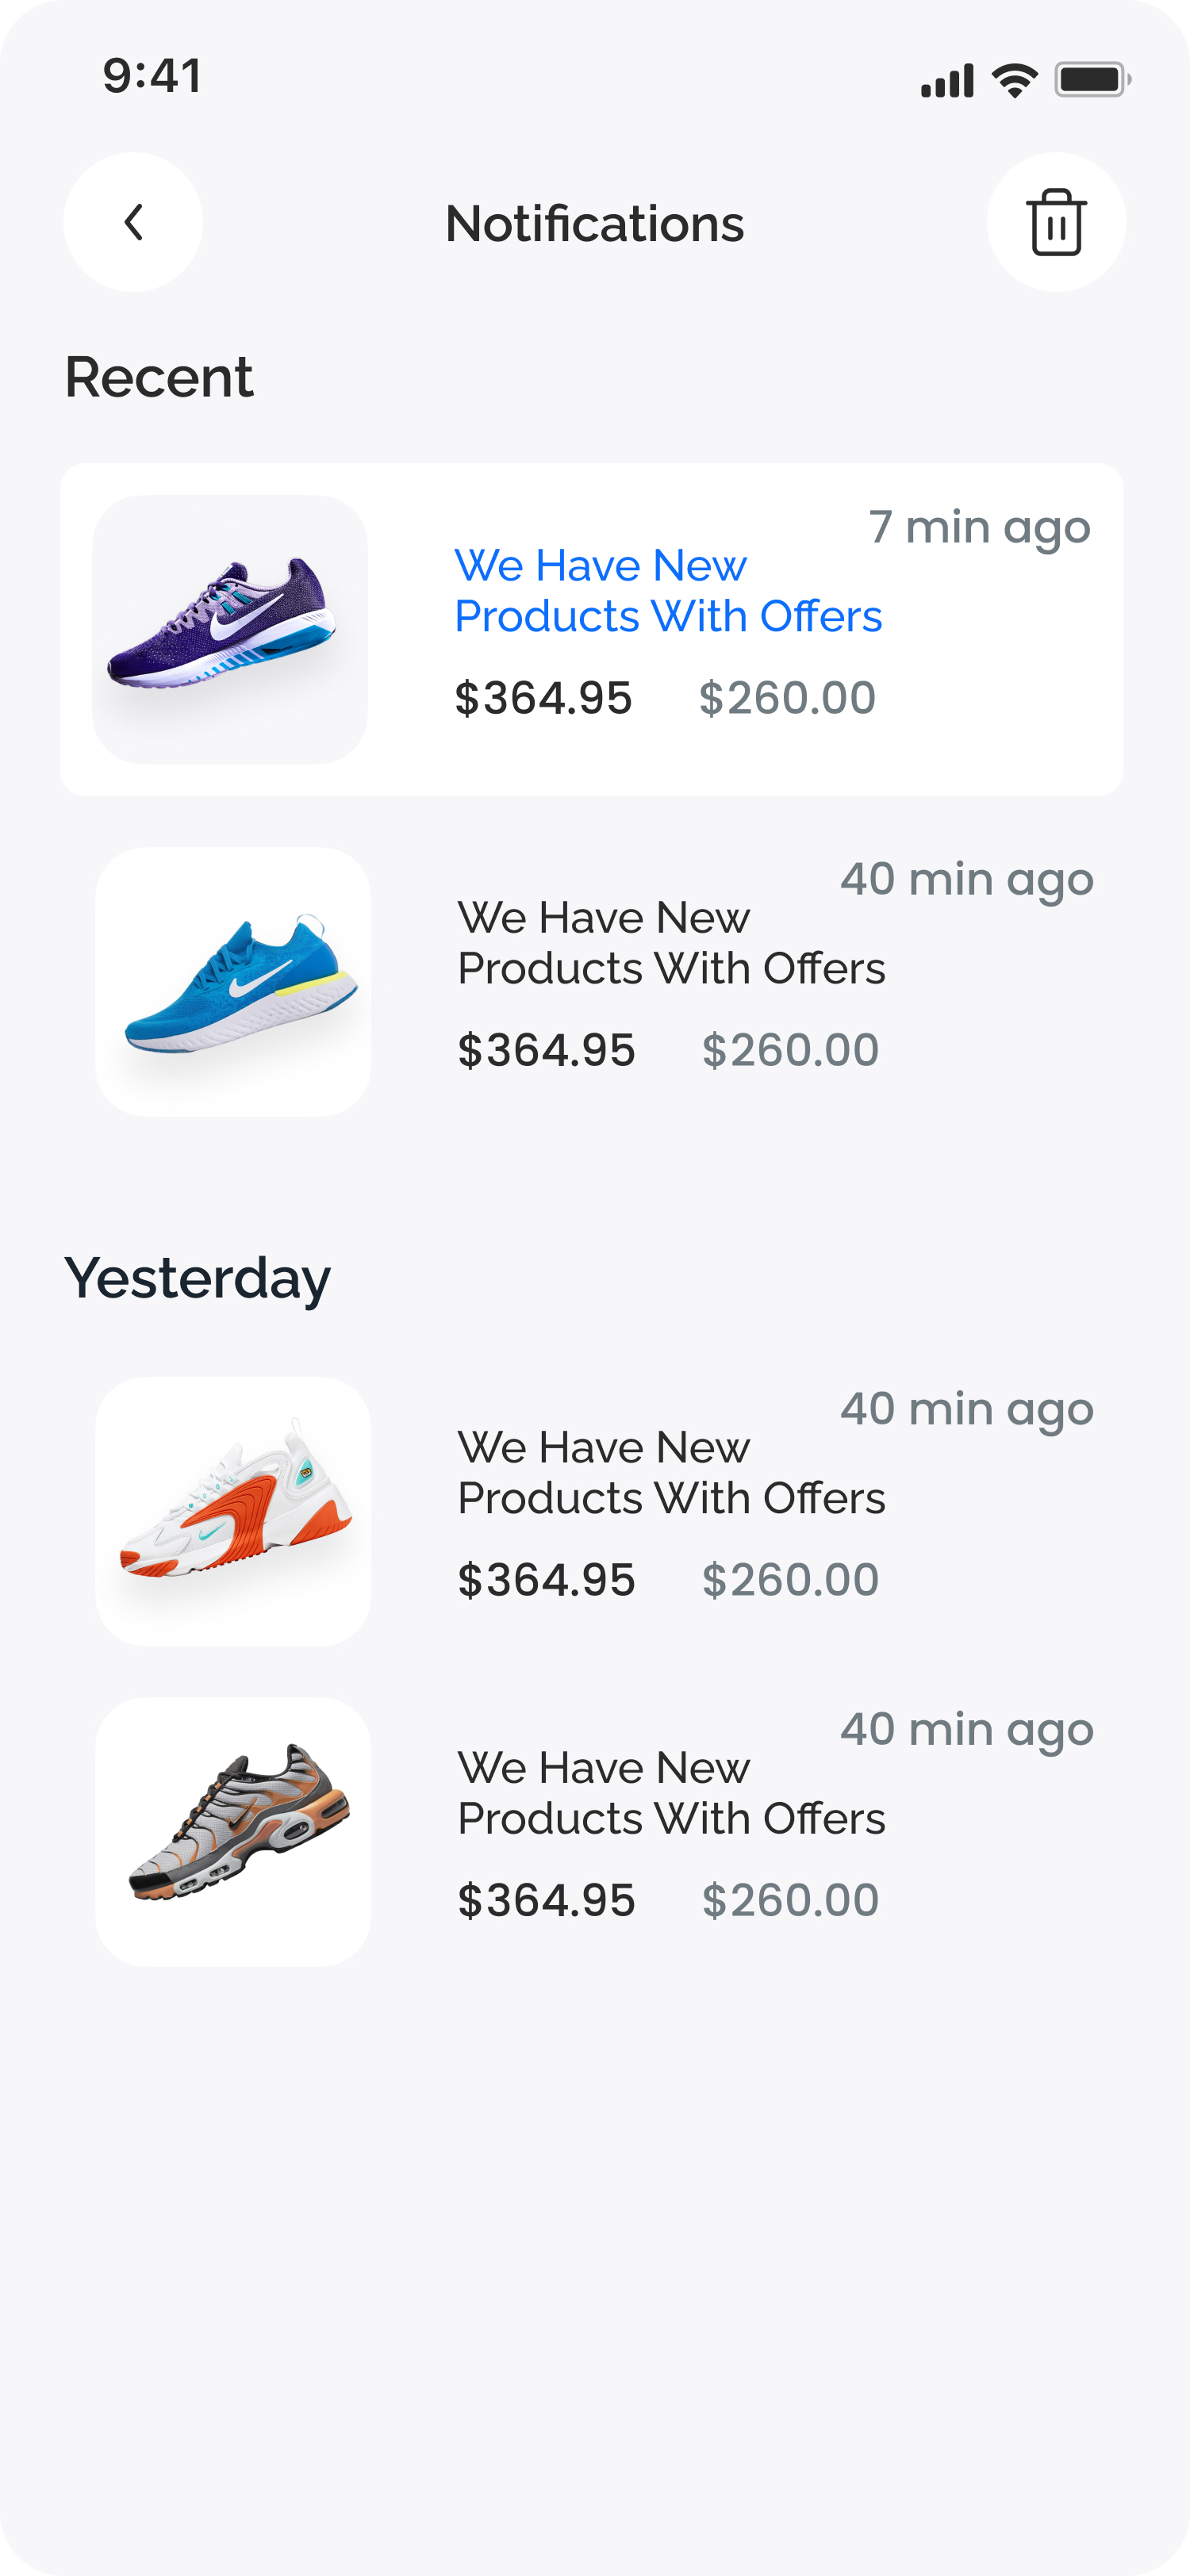 9:41
Notifications
Recent
7 min ago
We Have New
Products With Offers
$364.95 $260.00
40 min ago
We Have New
Products With Offers
$364.95 $260.00
Yesterday
40 min ago
We Have New
Products With Offers
$364.95 $260.00
40 min ago
We Have New
Products With Offers
$364.95 $260.00